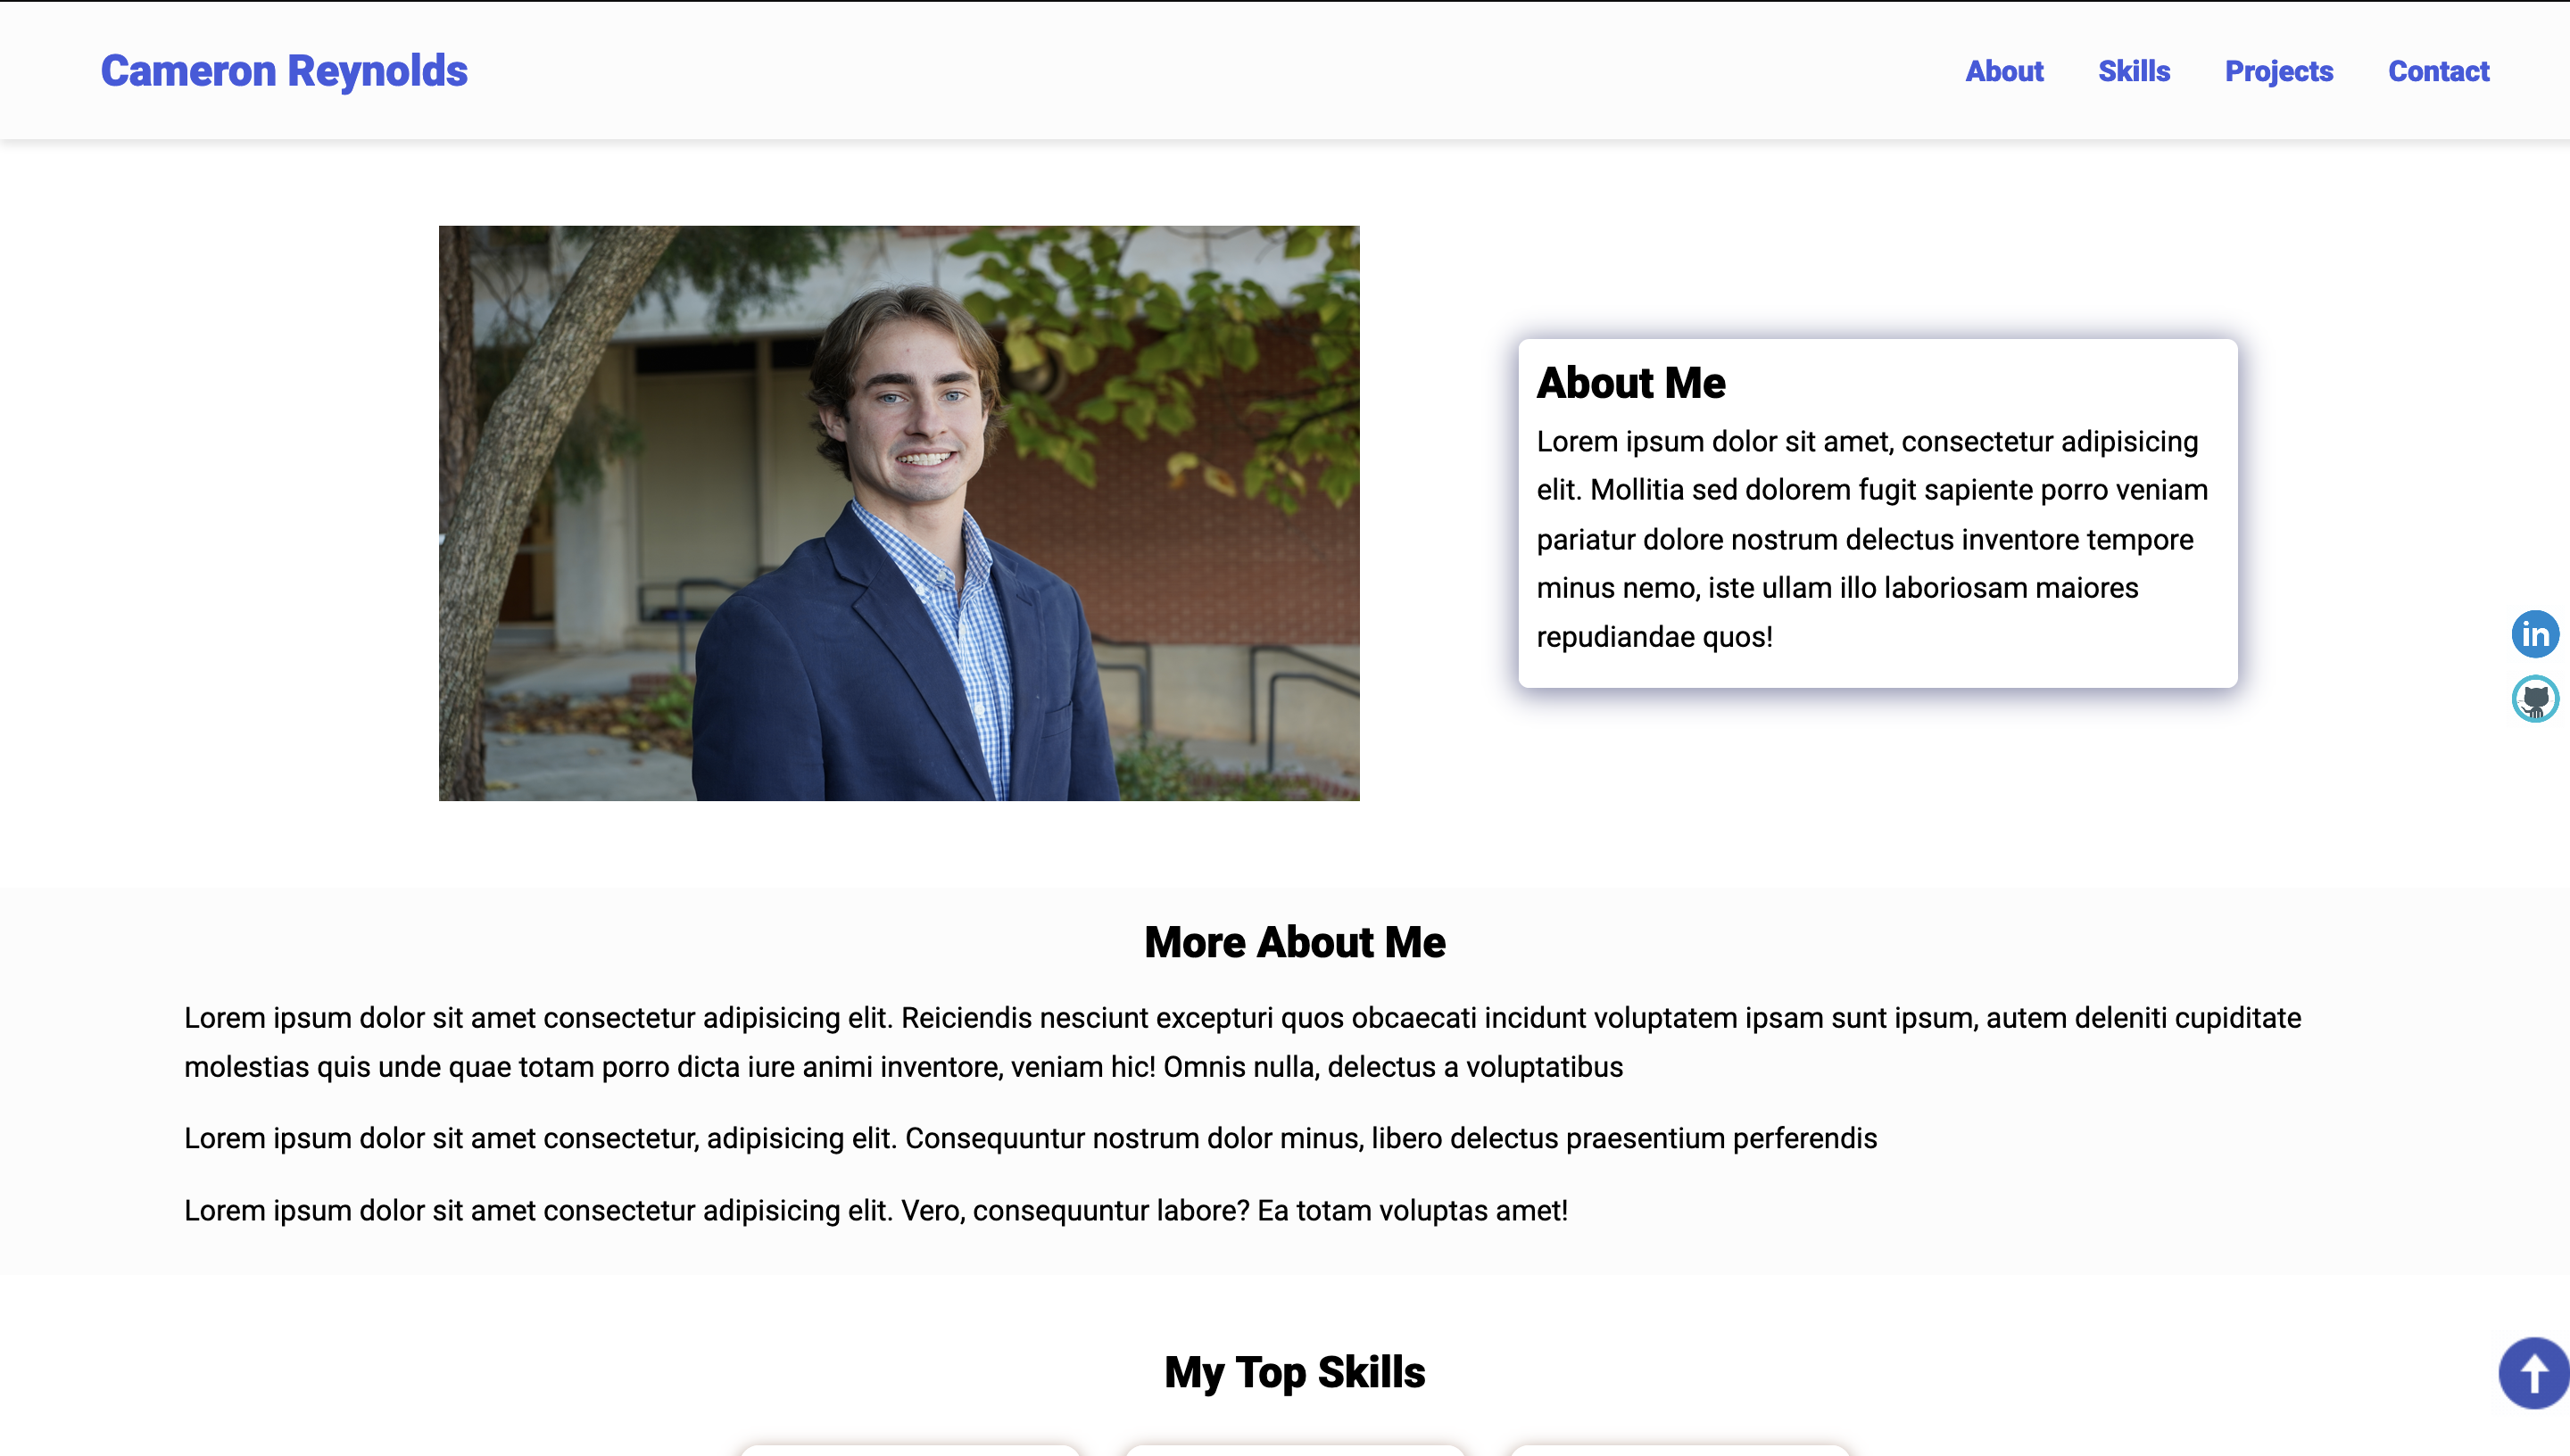 Cameron Reynolds
About Skills Projects Contact
About Me
Lorem ipsum dolor sit amet, consectetur adipisicing
elit. Mollitia sed dolorem fugit sapiente porro veniam
pariatur dolore nostrum delectus inventore tempore
minus nemo, iste ullam illo laboriosam maiores
repudiandae quos!
in
More About Me
Lorem ipsum dolor sit amet consectetur adipisicing elit. Reiciendis nesciunt excepturi quos obcaecati incidunt voluptatem ipsam sunt ipsum, autem deleniti cupiditate
molestias quis unde quae totam porro dicta iure animi inventore, veniam hic! Omnis nulla, delectus a voluptatibus
Lorem ipsum dolor sit amet consectetur, adipisicing elit. Consequuntur nostrum dolor minus, libero delectus praesentium perferendis
Lorem ipsum dolor sit amet consectetur adipisicing elit. Vero, consequuntur labore? Ea totam voluptas amet!
My Top Skills